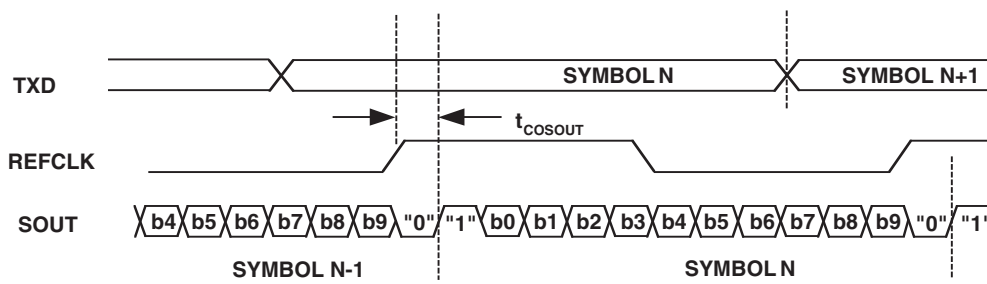 TXD SYMBOL N SYMBOL N+1
t_COSOUT
REFCLK
SOUT b4 b5 b6 b7 b8 b9 "0" "1" b0 b1 b2 b3 b4 b5 b6 b7 b8 b9 "0" "1"
SYMBOL N-1 SYMBOL N